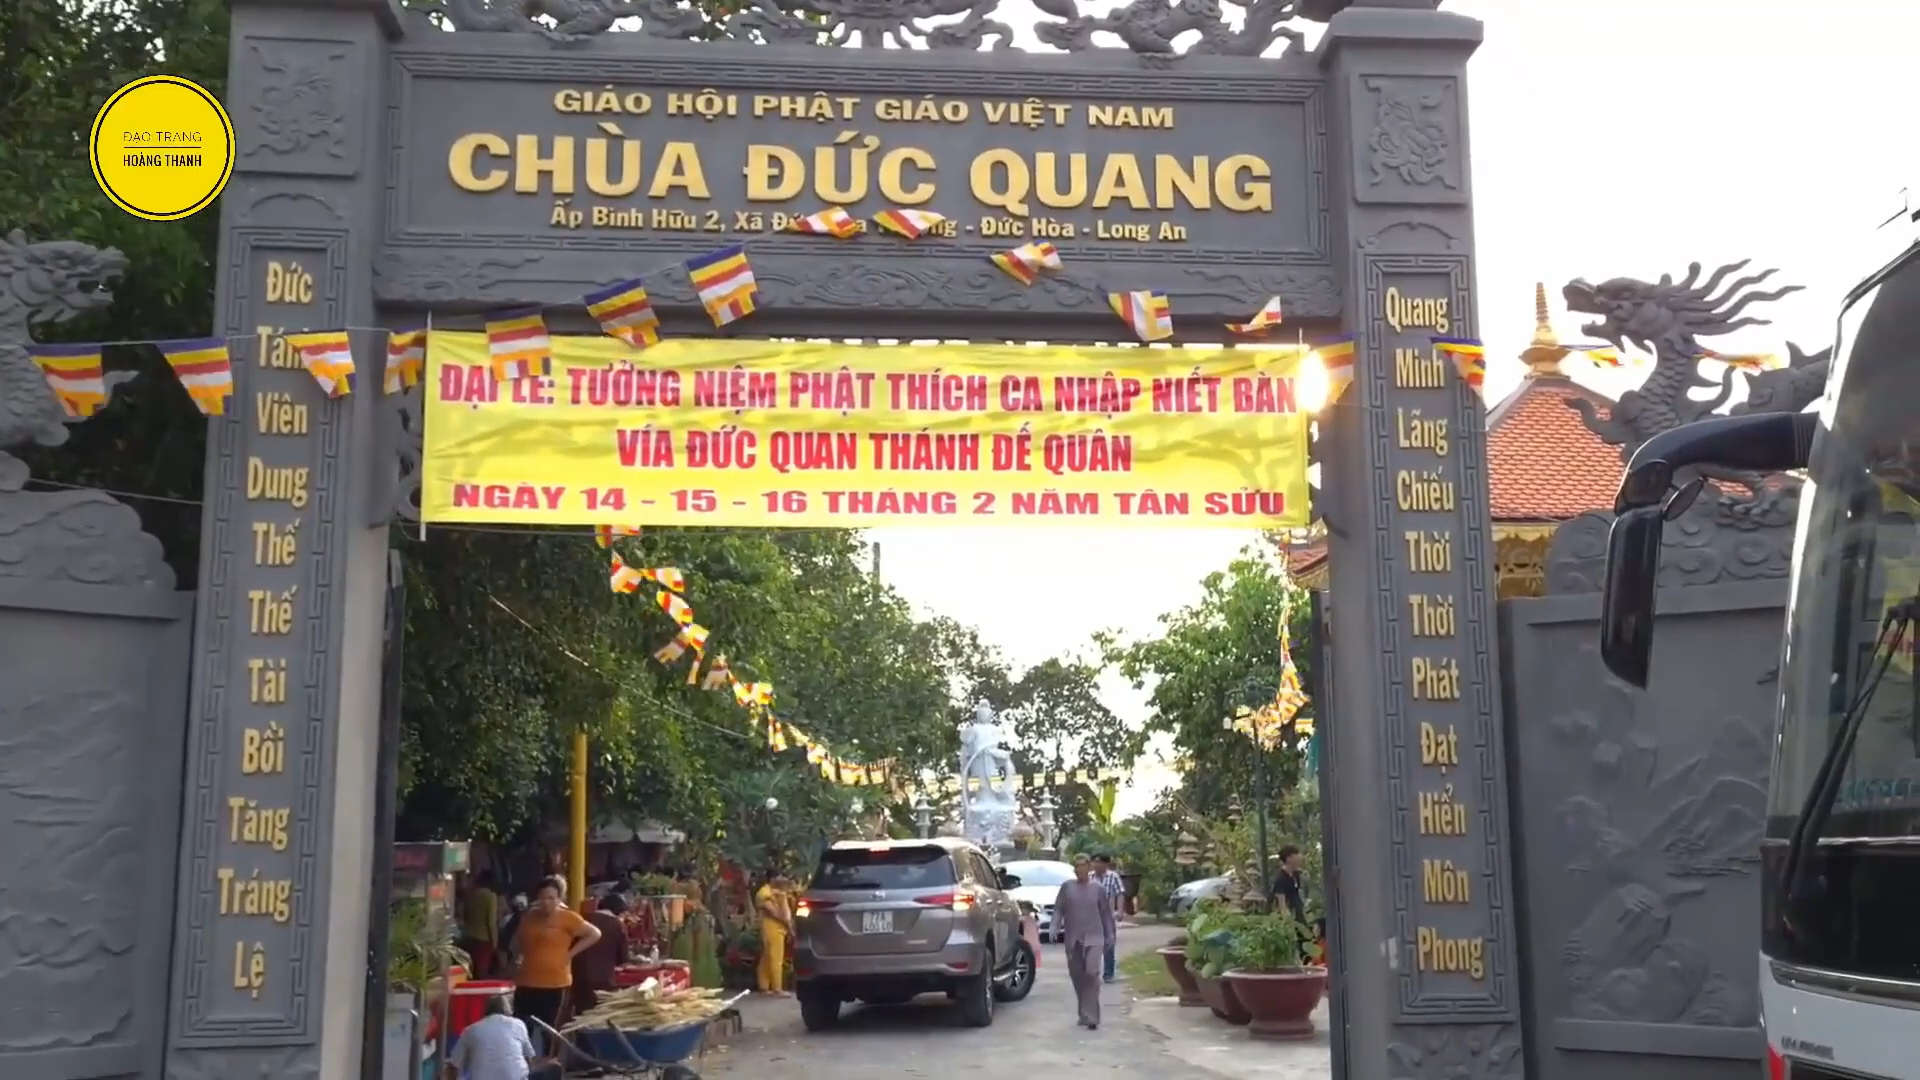 ĐẠO TRANG
HOÀNG THANH
GIÁO HỘI PHẬT GIÁO VIỆT NAM
CHÙA ĐỨC QUANG
Ấp Bình Hữu 2, Xã - Đức Hòa - Long An
ĐẠI LỄ: TƯỞNG NIỆM PHẬT THÍCH CA NHẬP NIẾT BÀN
VÍA ĐỨC QUAN THÁNH ĐẾ QUÂN
NGÀY 14 - 15 - 16 THÁNG 2 NĂM TÂN SỬU
Đức
Tánh
Viên
Dung
Thế
Thế
Tài
Bồi
Tăng
Tráng
Lệ
Quang
Minh
Lãng
Chiếu
Thời
Thời
Phát
Đạt
Hiển
Môn
Phong